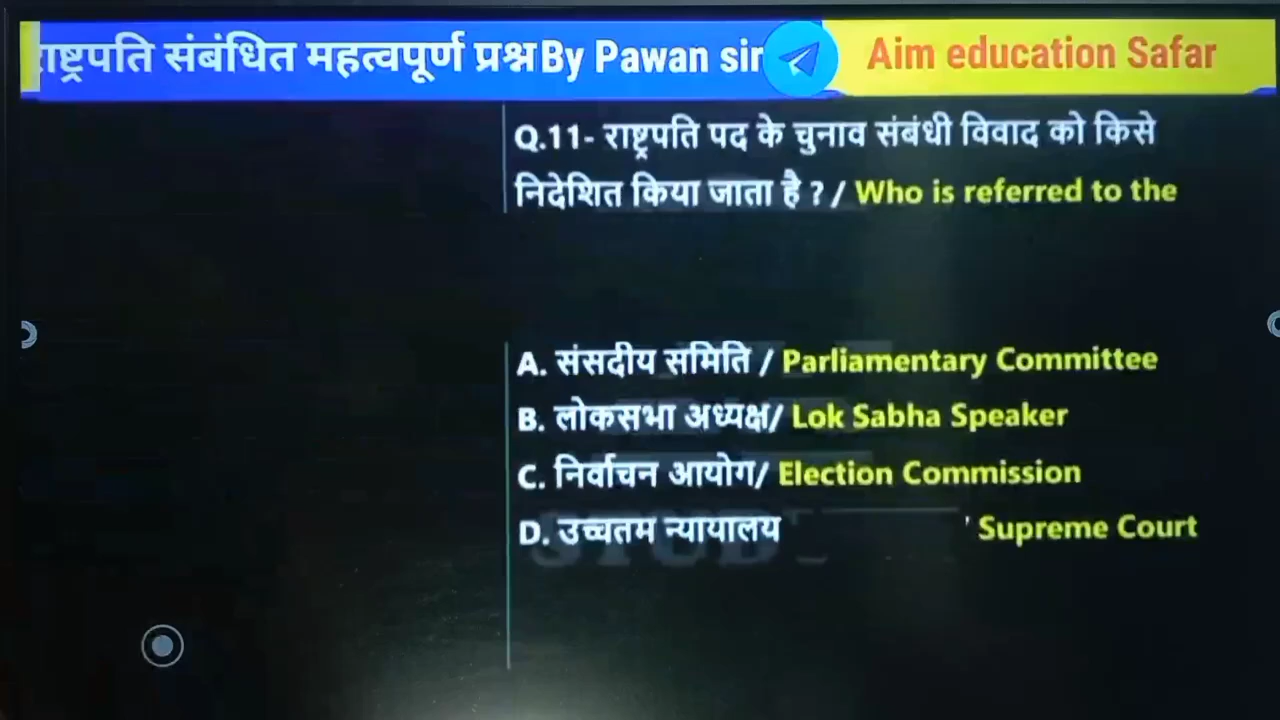 राष्ट्रपति संबंधित महत्वपूर्ण प्रश्न By Pawan sir
Aim education Safar
Q.11- राष्ट्रपति पद के चुनाव संबंधी विवाद को किसे
निदेशित किया जाता है ? / Who is referred to the
A. संसदीय समिति / Parliamentary Committee
B. लोकसभा अध्यक्ष/ Lok Sabha Speaker
C. निर्वाचन आयोग/ Election Commission
D. उच्चतम न्यायालय ' Supreme Court